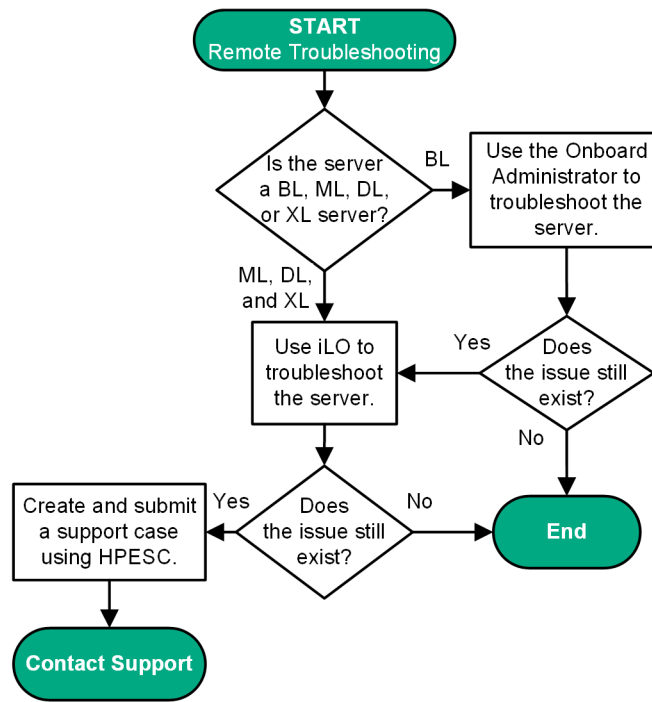 START
Remote Troubleshooting
Is the server
a BL, ML, DL,
or XL server?
BL
Use the Onboard
Administrator to
troubleshoot the
server.
ML, DL,
and XL
Use iLO to
troubleshoot
the server.
Yes
Does
the issue still
exist?
No
Create and submit
a support case
using HPESC.
Yes
Does
the issue still
exist?
No
End
Contact Support